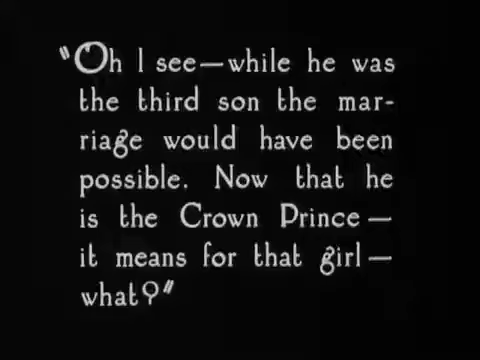 "Oh I see—while he was
the third son the mar-
riage would have been
possible. Now that he
is the Crown Prince—
it means for that girl—
what?"